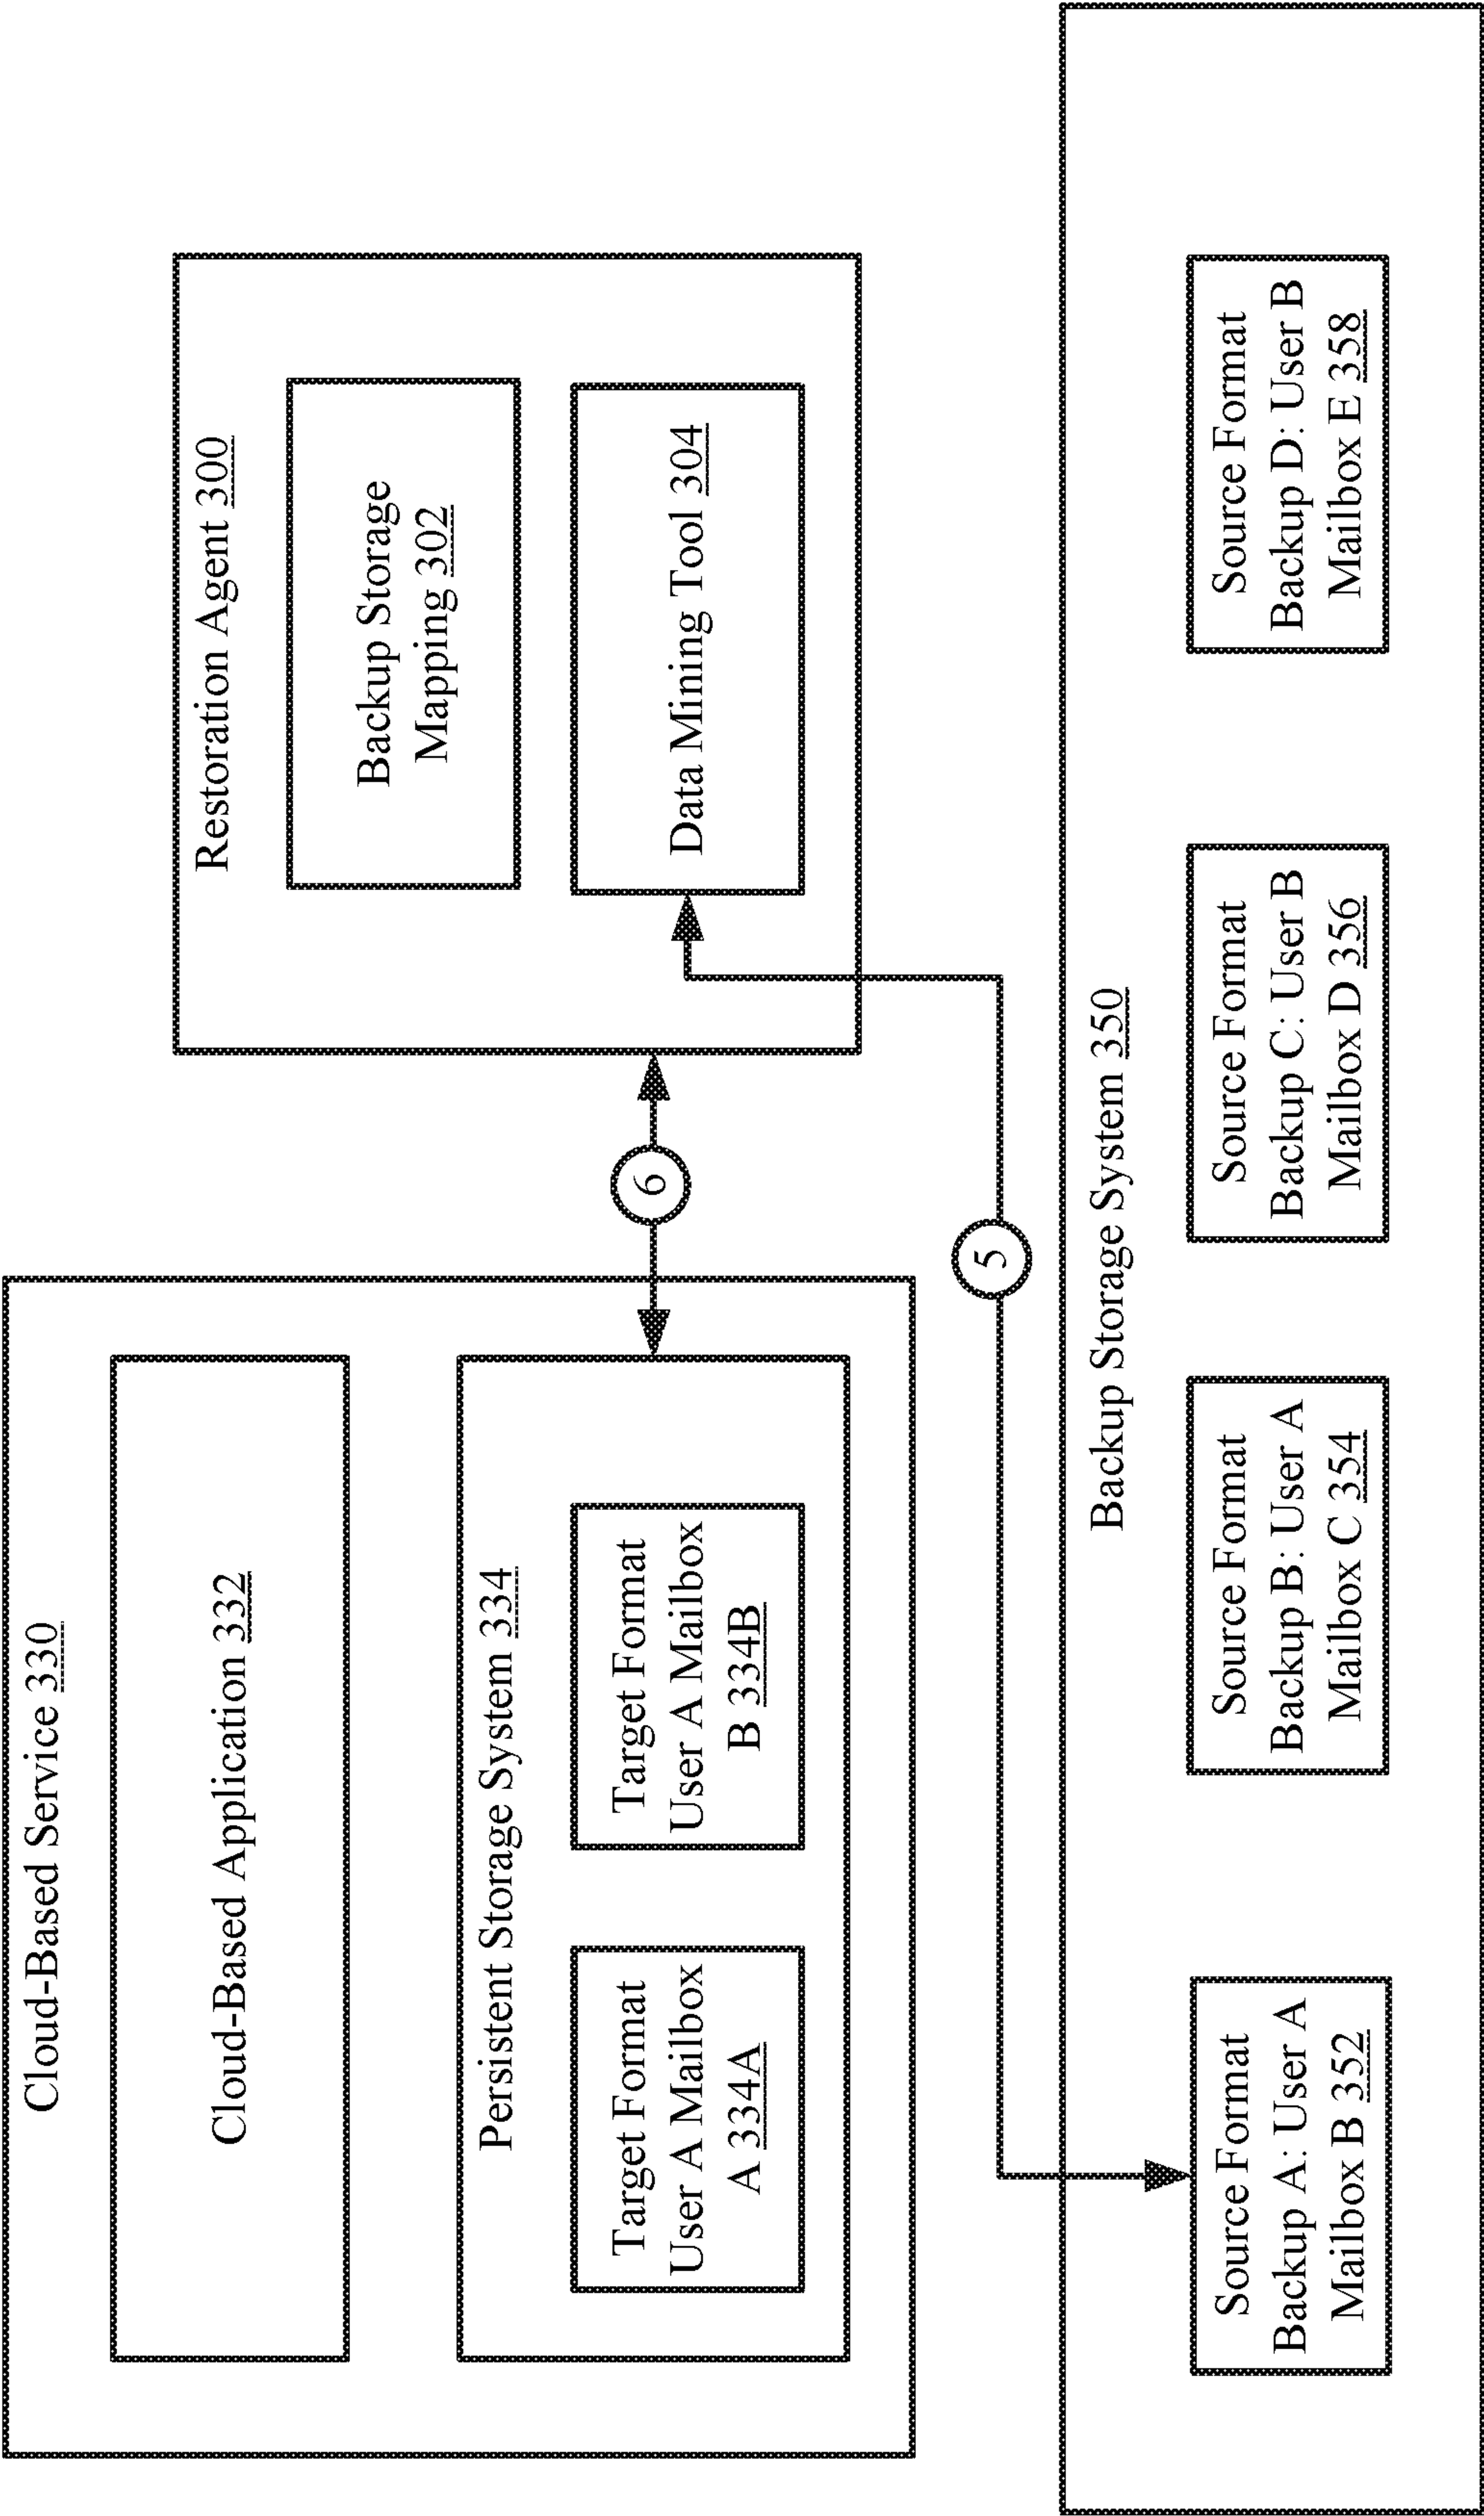 Cloud-Based Service 330
Cloud-Based Application 332
Persistent Storage System 334
Target Format
User A Mailbox
A 334A
Target Format
User A Mailbox
B 334B
6
Restoration Agent 300
Backup Storage
Mapping 302
Data Mining Tool 304
5
Backup Storage System 350
Source Format
Backup A: User A
Mailbox B 352
Source Format
Backup B: User A
Mailbox C 354
Source Format
Backup C: User B
Mailbox D 356
Source Format
Backup D: User B
Mailbox E 358